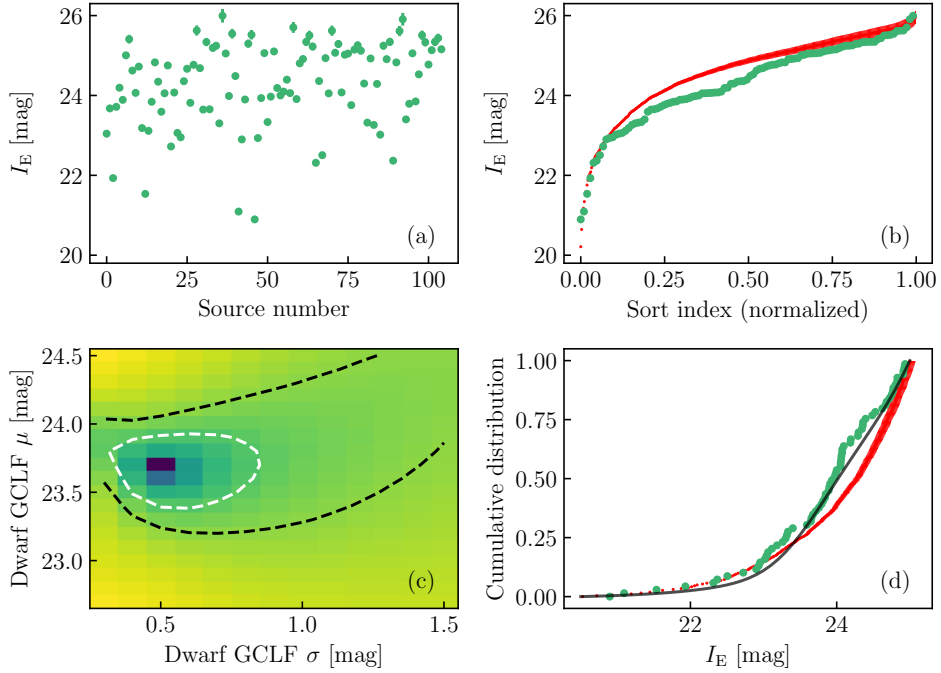 26
24
22
20
I_E [mag]
(a)
0 25 50 75 100
Source number
26
24
22
20
I_E [mag]
(b)
0.00 0.25 0.50 0.75 1.00
Sort index (normalized)
24.5
24.0
23.5
23.0
Dwarf GCLF μ [mag]
(c)
0.5 1.0 1.5
Dwarf GCLF σ [mag]
1.00
0.75
0.50
0.25
0.00
Cumulative distribution
(d)
22 24
I_E [mag]